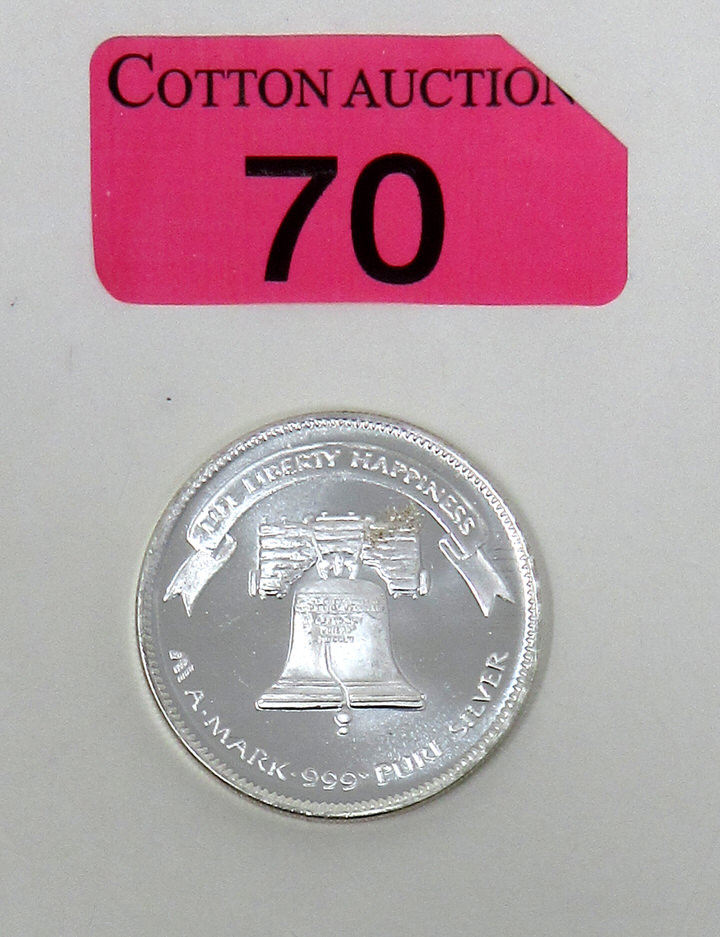 COTTON AUCTION
70
LIFE LIBERTY HAPPINESS
A-MARK · 999+ PURE SILVER